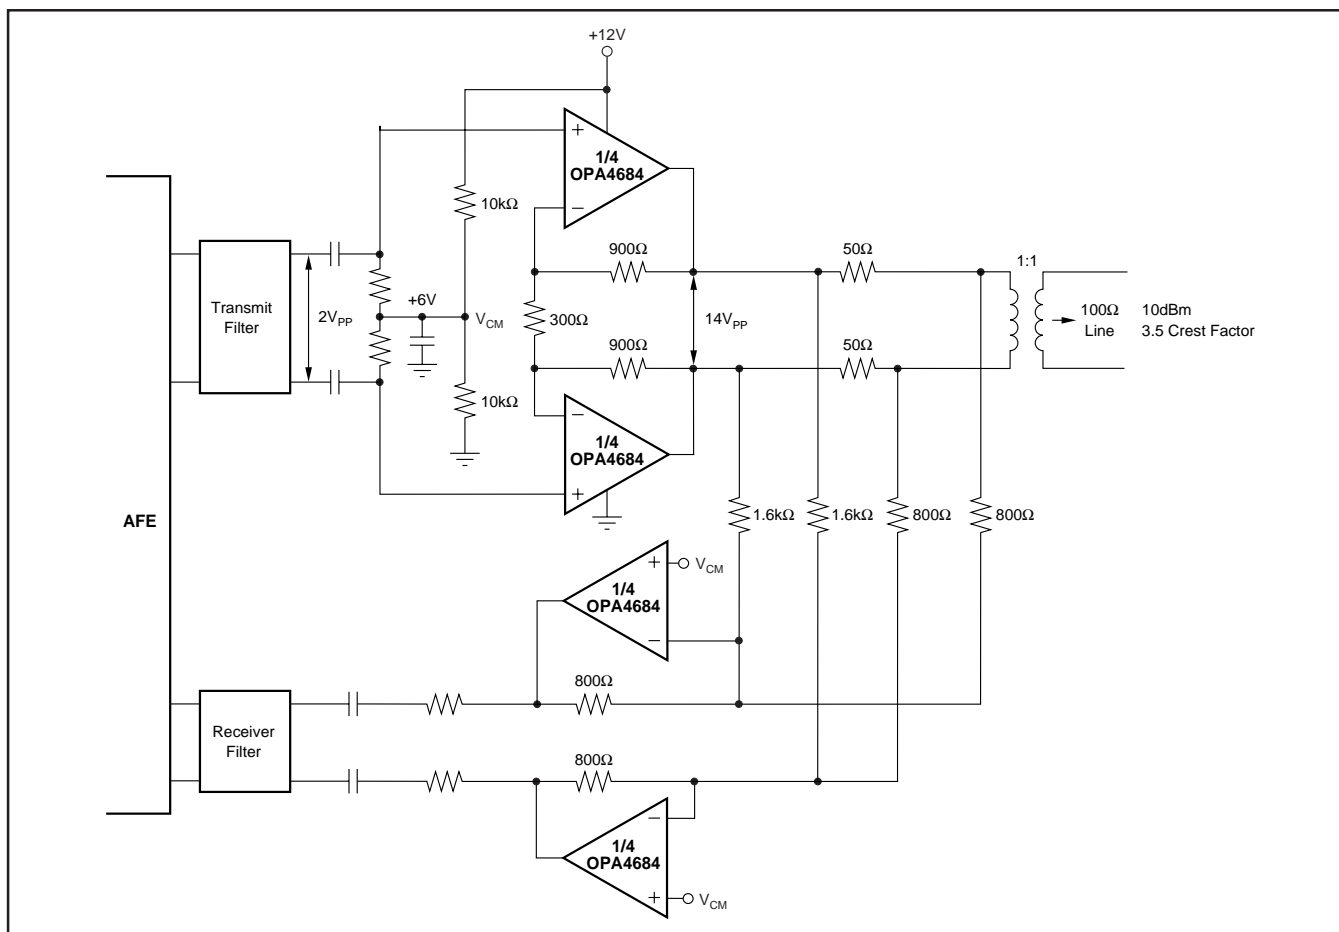 +12V
+
1/4
OPA4684
−
10kΩ
900Ω
50Ω
1:1
Transmit
Filter
2VPP
+6V
VCM
300Ω
14VPP
100Ω
Line
10dBm
3.5 Crest Factor
900Ω
50Ω
10kΩ
−
1/4
OPA4684
+
AFE
1.6kΩ
1.6kΩ
800Ω
800Ω
+
VCM
1/4
OPA4684
−
800Ω
Receiver
Filter
800Ω
−
1/4
OPA4684
+
VCM